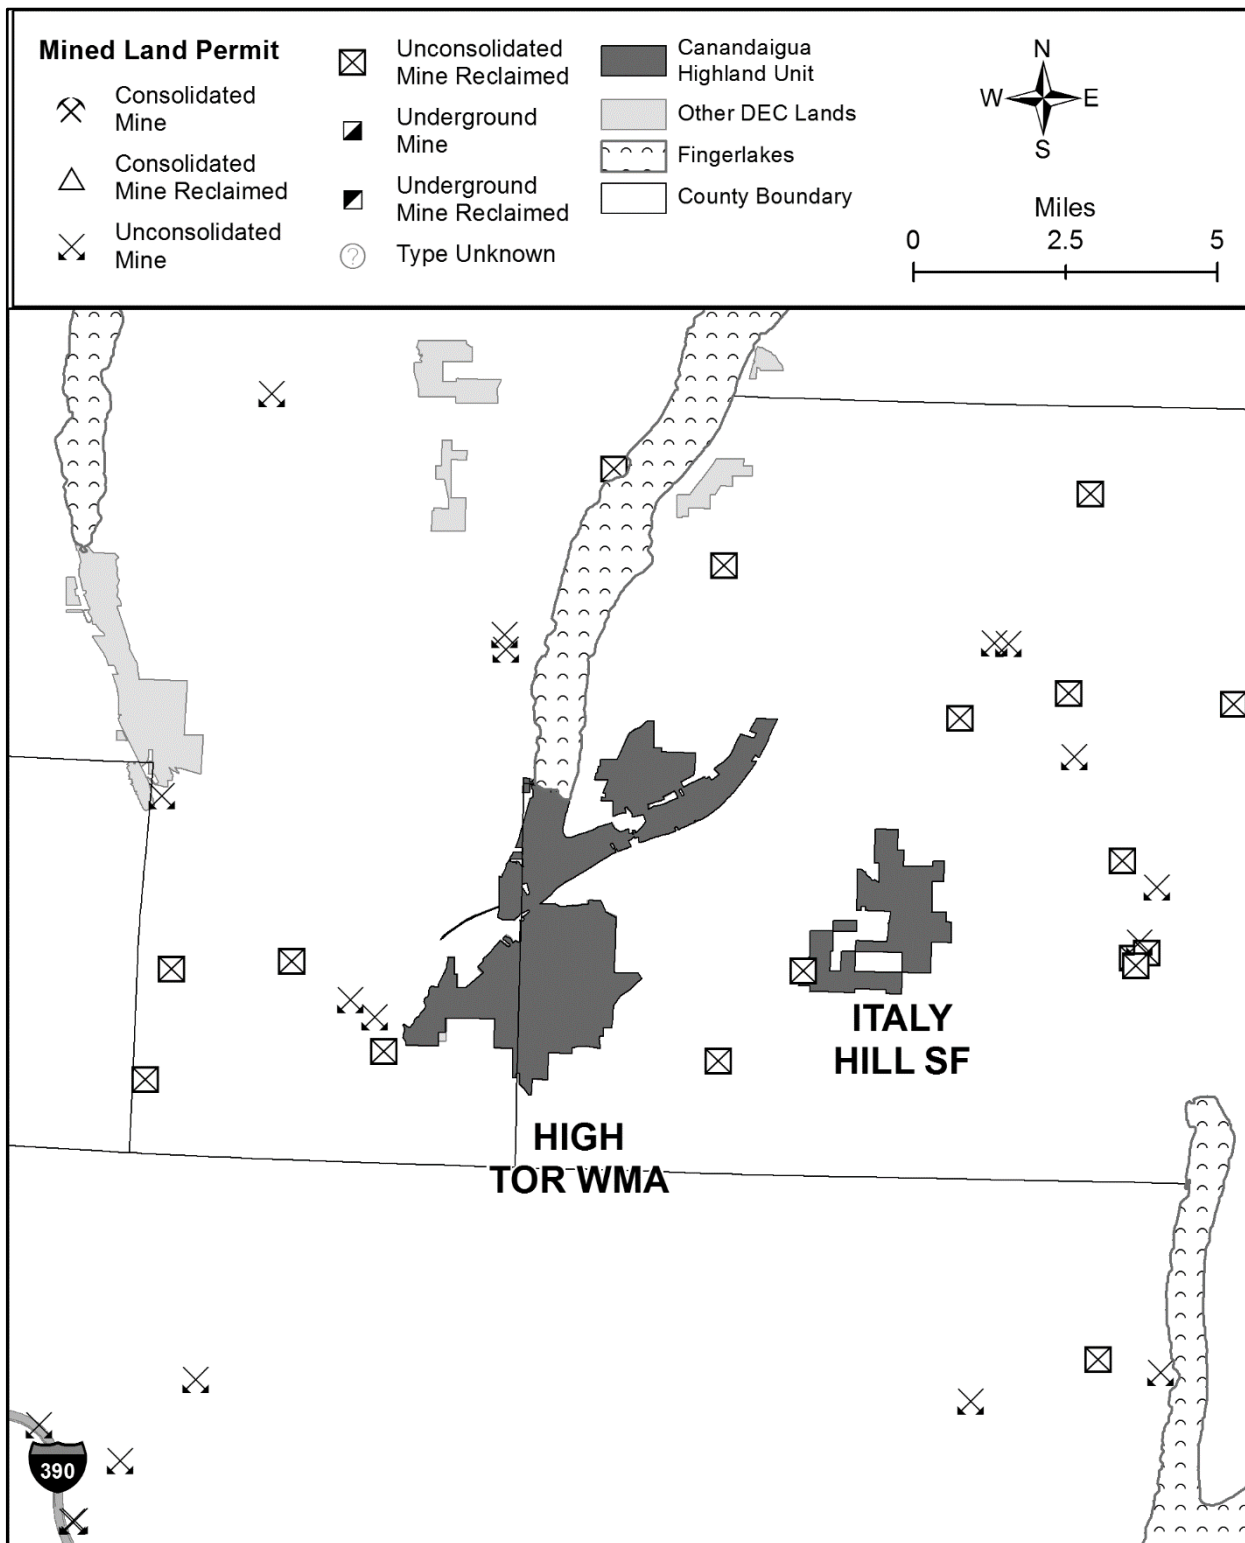 Mined Land Permit
Consolidated
Mine
Consolidated
Mine Reclaimed
Unconsolidated
Mine
Unconsolidated
Mine Reclaimed
Underground
Mine
Underground
Mine Reclaimed
?
Type Unknown
Canandaigua
Highland Unit
Other DEC Lands
Fingerlakes
County Boundary
N
W E
S
Miles
0 2.5 5
ITALY
HILL SF
HIGH
TOR WMA
390